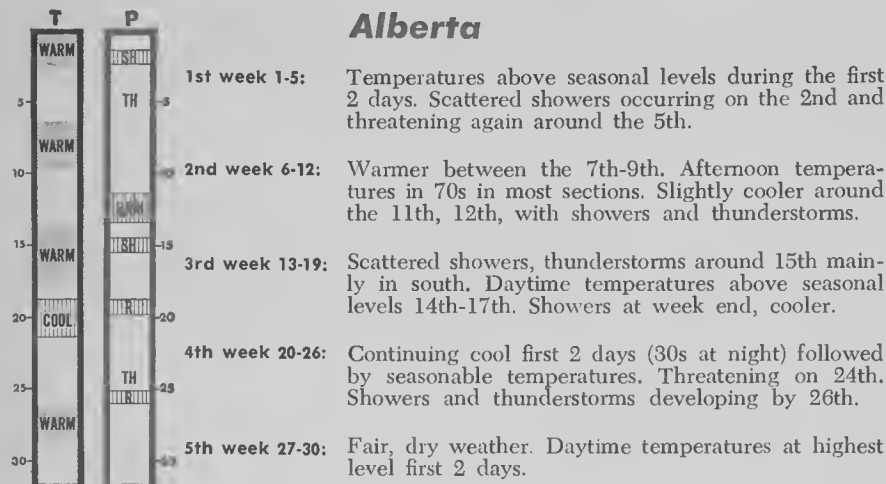 T P
Alberta
WARM
SH
5
TH
5
WARM
10
10
15
WARM
SH
15
COOL
R
20
20
TH
25
25
R
WARM
30
30
1st week 1-5: Temperatures above seasonal levels during the first
2 days. Scattered showers occurring on the 2nd and
threatening again around the 5th.
2nd week 6-12: Warmer between the 7th-9th. Afternoon tempera-
tures in 70s in most sections. Slightly cooler around
the 11th, 12th, with showers and thunderstorms.
3rd week 13-19: Scattered showers, thunderstorms around 15th main-
ly in south. Daytime temperatures above seasonal
levels 14th-17th. Showers at week end, cooler.
4th week 20-26: Continuing cool first 2 days (30s at night) followed
by seasonable temperatures. Threatening on 24th.
Showers and thunderstorms developing by 26th.
5th week 27-30: Fair, dry weather. Daytime temperatures at highest
level first 2 days.